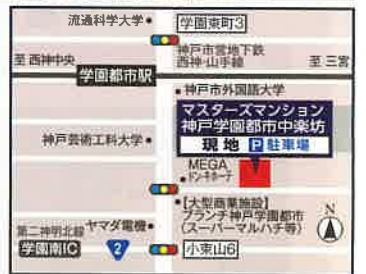 流通科学大学
学園東町3
神戸市営地下鉄
西神・山手線
至 西神中央
至 三宮
学園都市駅
神戸市外国語大学
マスターズマンション
神戸学園都市中楽坊
現地 P 駐車場
神戸芸術工科大学
MEGA
ドン・キホーテ
【大型商業施設】
ブランチ神戸学園都市
(スーパーマルハチ等)
ヤマダ電機
第二神明北線
学園南IC
2
小束山6
N